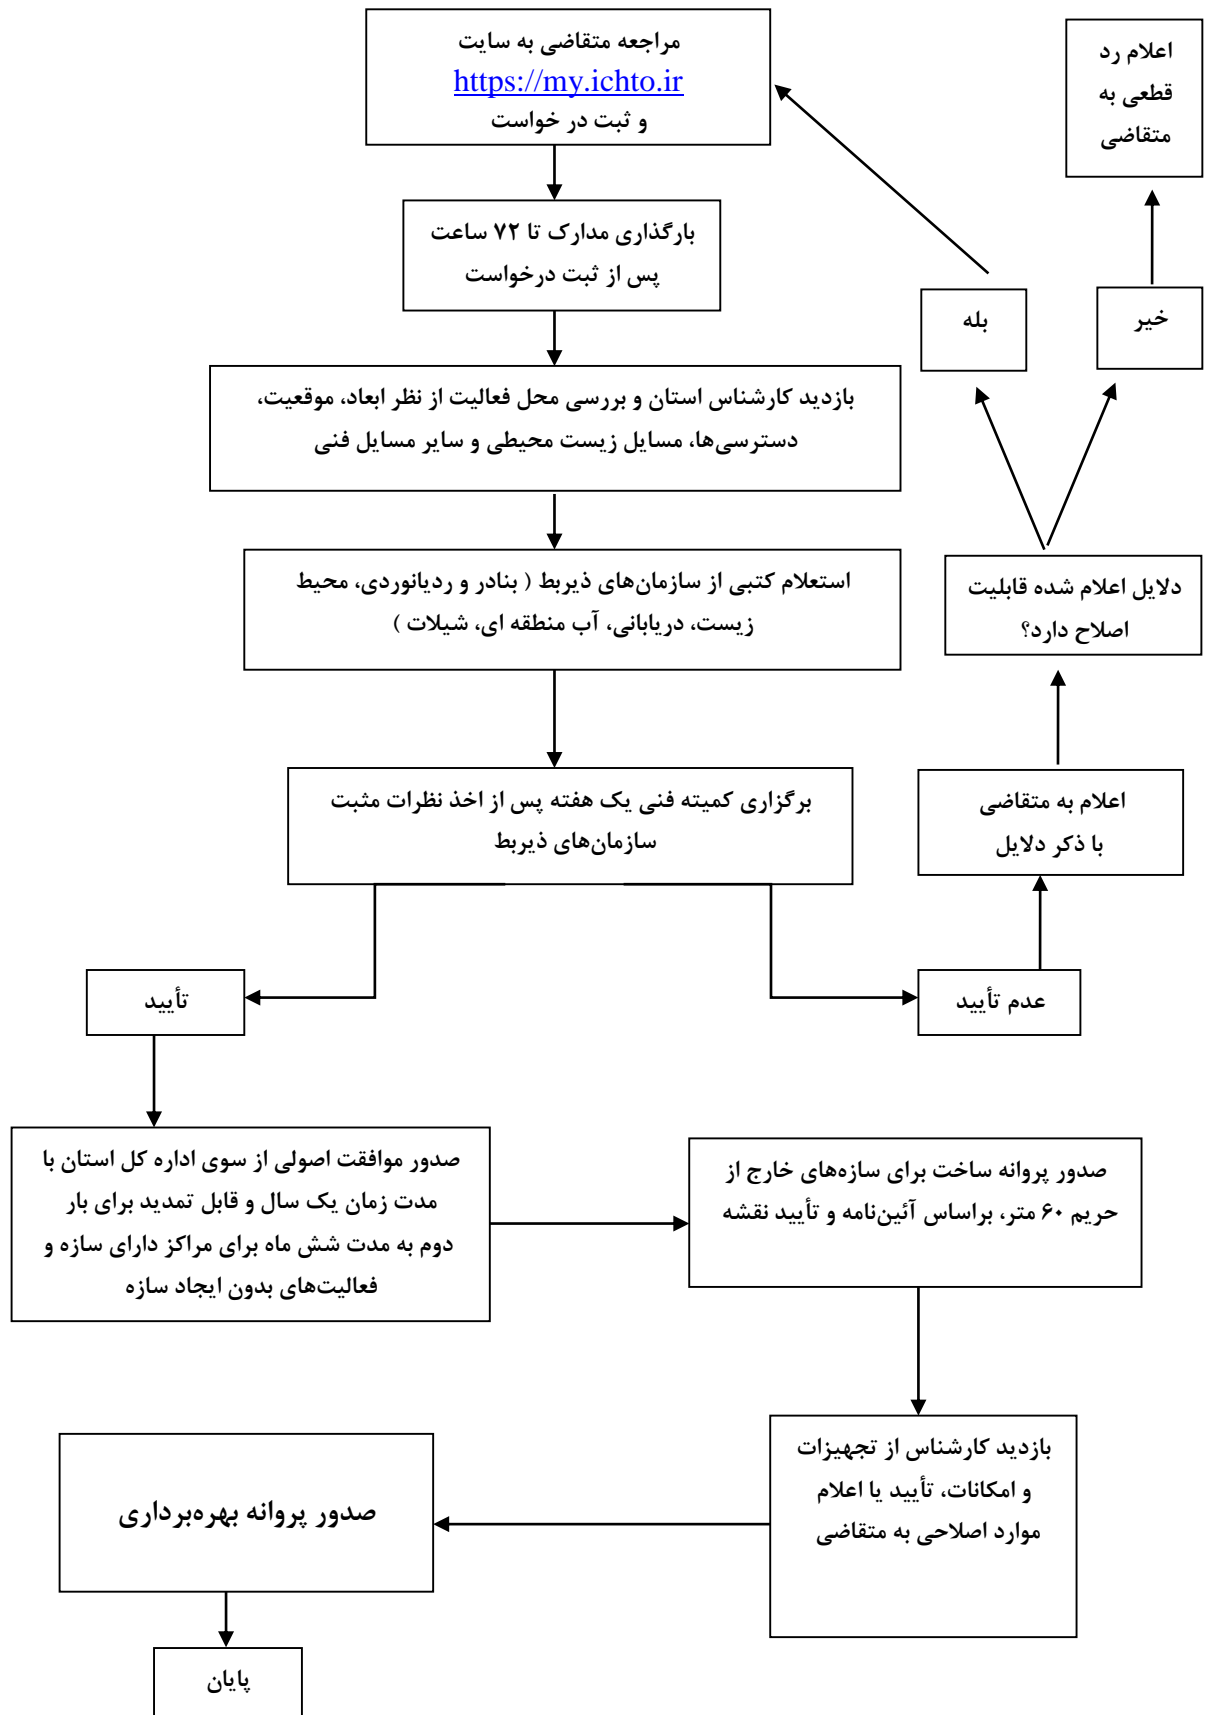 مراجعه متقاضی به سایت
https://my.ichto.ir
و ثبت در خواست
اعلام رد
قطعی به
متقاضی
بارگذاری مدارک تا ۷۲ ساعت
پس از ثبت درخواست
بله
خیر
بازدید کارشناس استان و بررسی محل فعالیت از نظر ابعاد، موقعیت،
دسترسی‌ها، مسایل زیست محیطی و سایر مسایل فنی
استعلام کتبی از سازمان‌های ذیربط ( بنادر و ردیانوردی، محیط
زیست، دریابانی، آب منطقه ای، شیلات )
دلایل اعلام شده قابلیت
اصلاح دارد؟
برگزاری کمیته فنی یک هفته پس از اخذ نظرات مثبت
سازمان‌های ذیربط
اعلام به متقاضی
با ذکر دلایل
تأیید
عدم تأیید
صدور موافقت اصولی از سوی اداره کل استان با
مدت زمان یک سال و قابل تمدید برای بار
دوم به مدت شش ماه برای مراکز دارای سازه و
فعالیت‌های بدون ایجاد سازه
صدور پروانه ساخت برای سازه‌های خارج از
حریم ۶۰ متر، براساس آئین‌نامه و تأیید نقشه
بازدید کارشناس از تجهیزات
و امکانات، تأیید یا اعلام
موارد اصلاحی به متقاضی
صدور پروانه بهره‌برداری
پایان